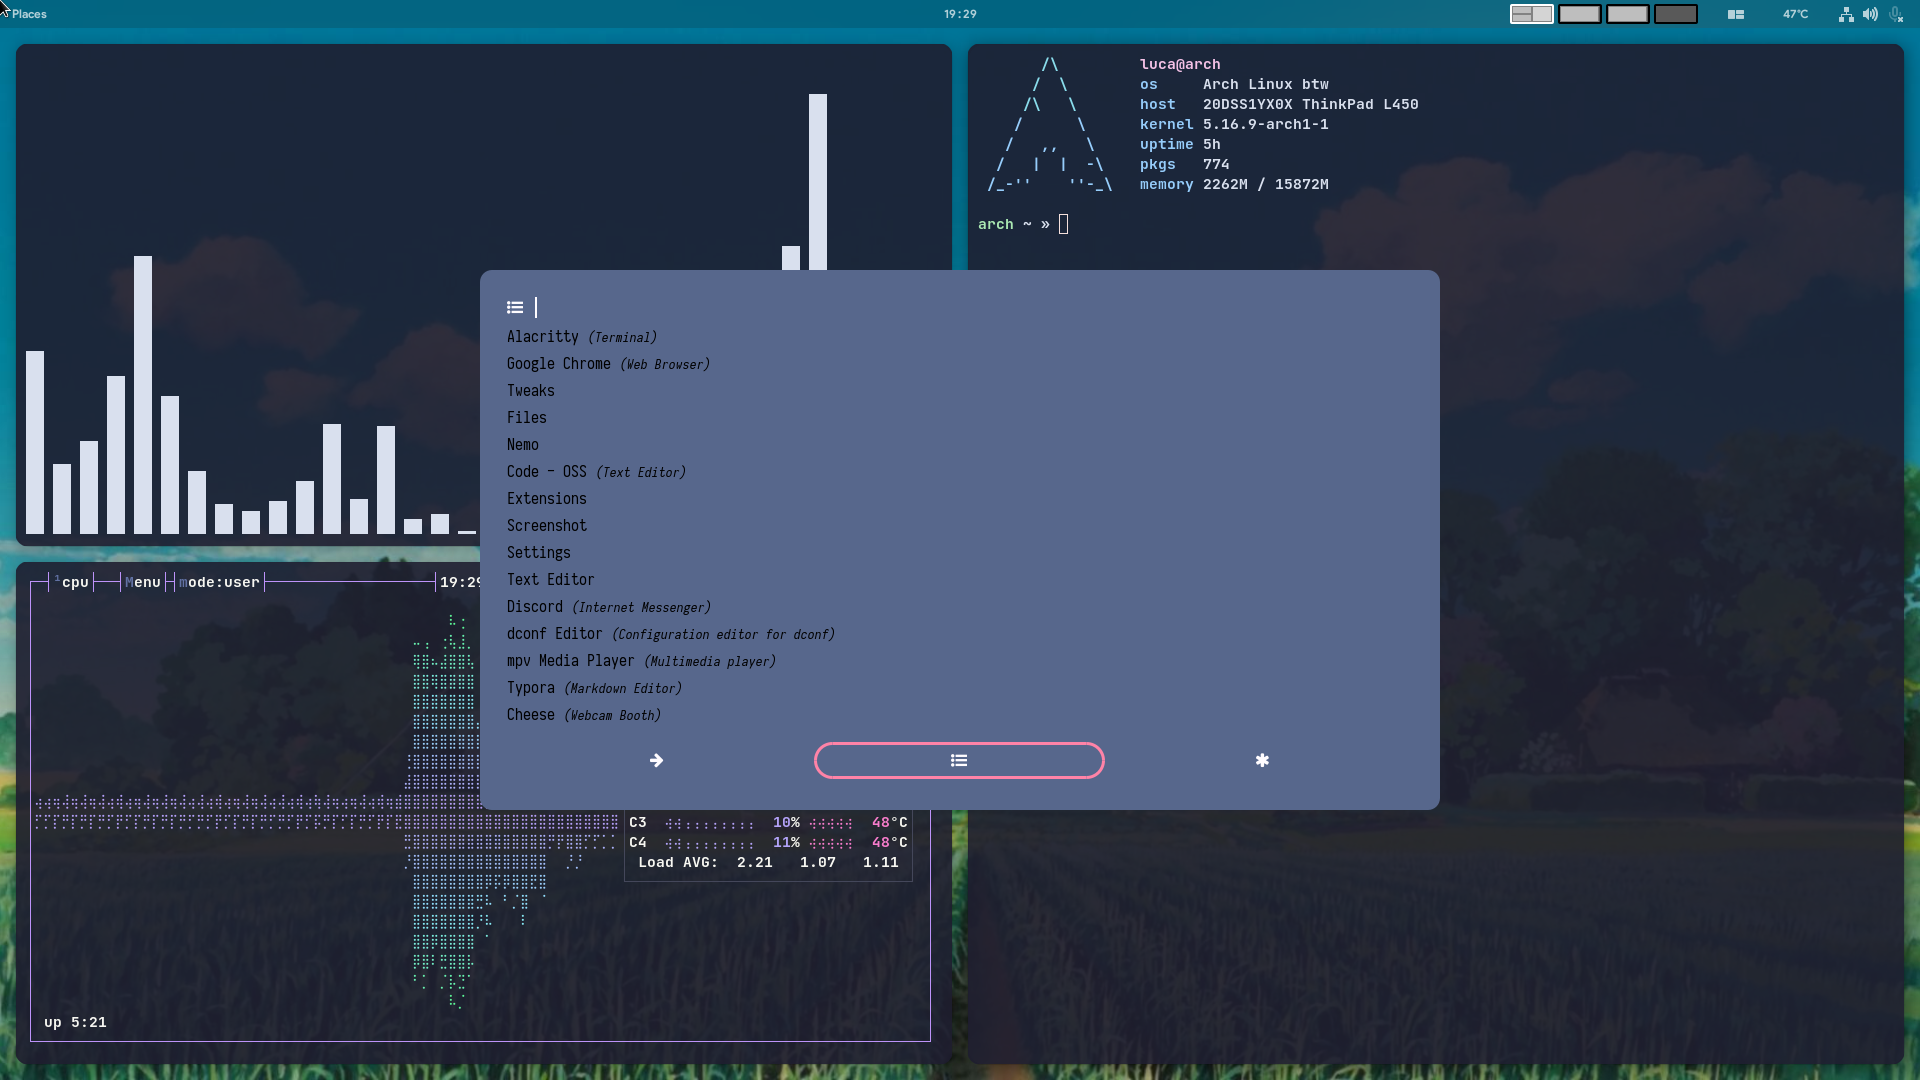 Places
19:29
47°C
luca@arch
os Arch Linux btw
host 20DSS1YX0X ThinkPad L450
kernel 5.16.9-arch1-1
uptime 5h
pkgs 774
memory 2262M / 15872M
arch ~ »
Alacritty (Terminal)
Google Chrome (Web Browser)
Tweaks
Files
Nemo
Code - OSS (Text Editor)
Extensions
Screenshot
Settings
Text Editor
Discord (Internet Messenger)
dconf Editor (Configuration editor for dconf)
mpv Media Player (Multimedia player)
Typora (Markdown Editor)
Cheese (Webcam Booth)
¹cpu Menu mode:user 19:29
C3 10% 48°C
C4 11% 48°C
Load AVG: 2.21 1.07 1.11
up 5:21